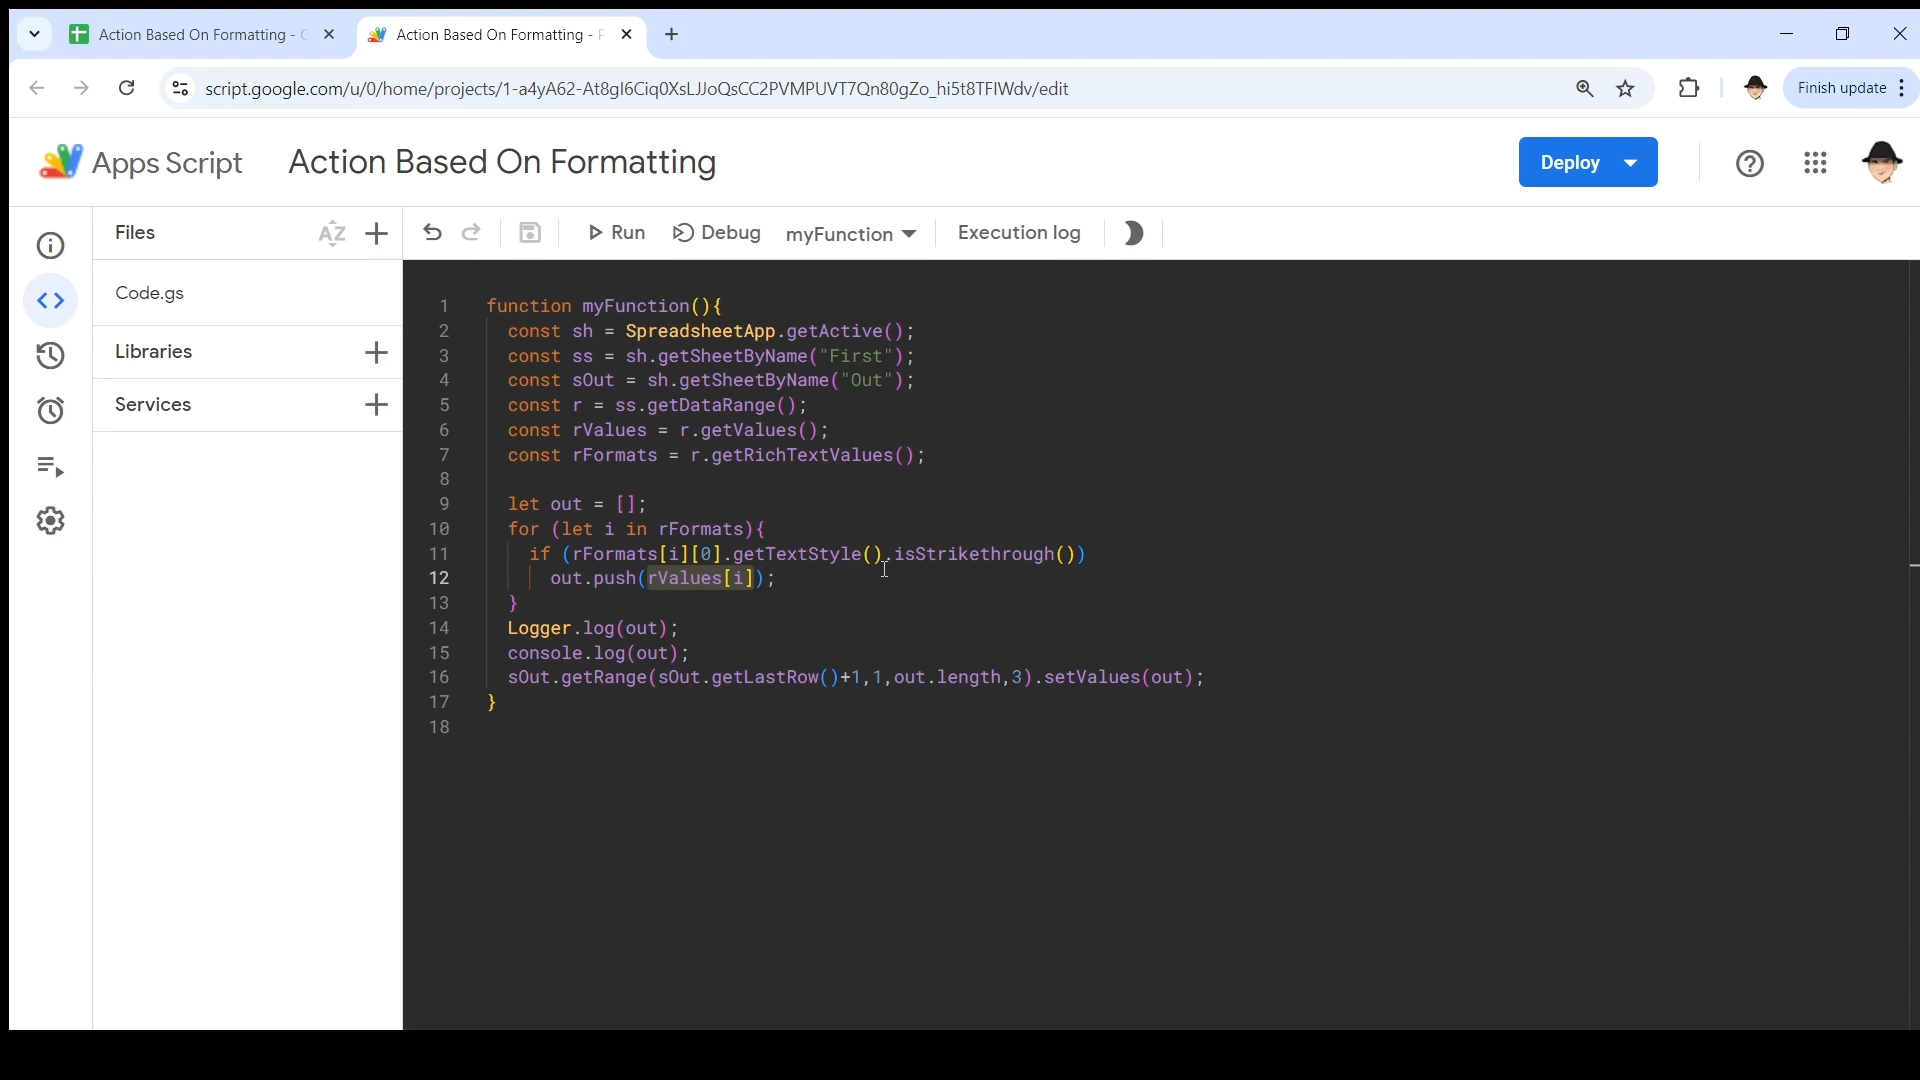 Action Based On Formatting -
Action Based On Formatting -
script.google.com/u/0/home/projects/1-a4yA62-At8gI6Ciq0XsLJJoQsCC2PVMPUVT7Qn80gZo_hi5t8TFlWdv/edit
Finish update
Apps Script
Action Based On Formatting
Deploy
Files
AZ
Run
Debug
myFunction
Execution log
Code.gs
Libraries
Services
1 function myFunction(){
2 const sh = SpreadsheetApp.getActive();
3 const ss = sh.getSheetByName("First");
4 const sOut = sh.getSheetByName("Out");
5 const r = ss.getDataRange();
6 const rValues = r.getValues();
7 const rFormats = r.getRichTextValues();
8
9 let out = [];
10 for (let i in rFormats){
11 if (rFormats[i][0].getTextStyle().isStrikethrough())
12 out.push(rValues[i]);
13 }
14 Logger.log(out);
15 console.log(out);
16 sOut.getRange(sOut.getLastRow()+1,1,out.length,3).setValues(out);
17 }
18